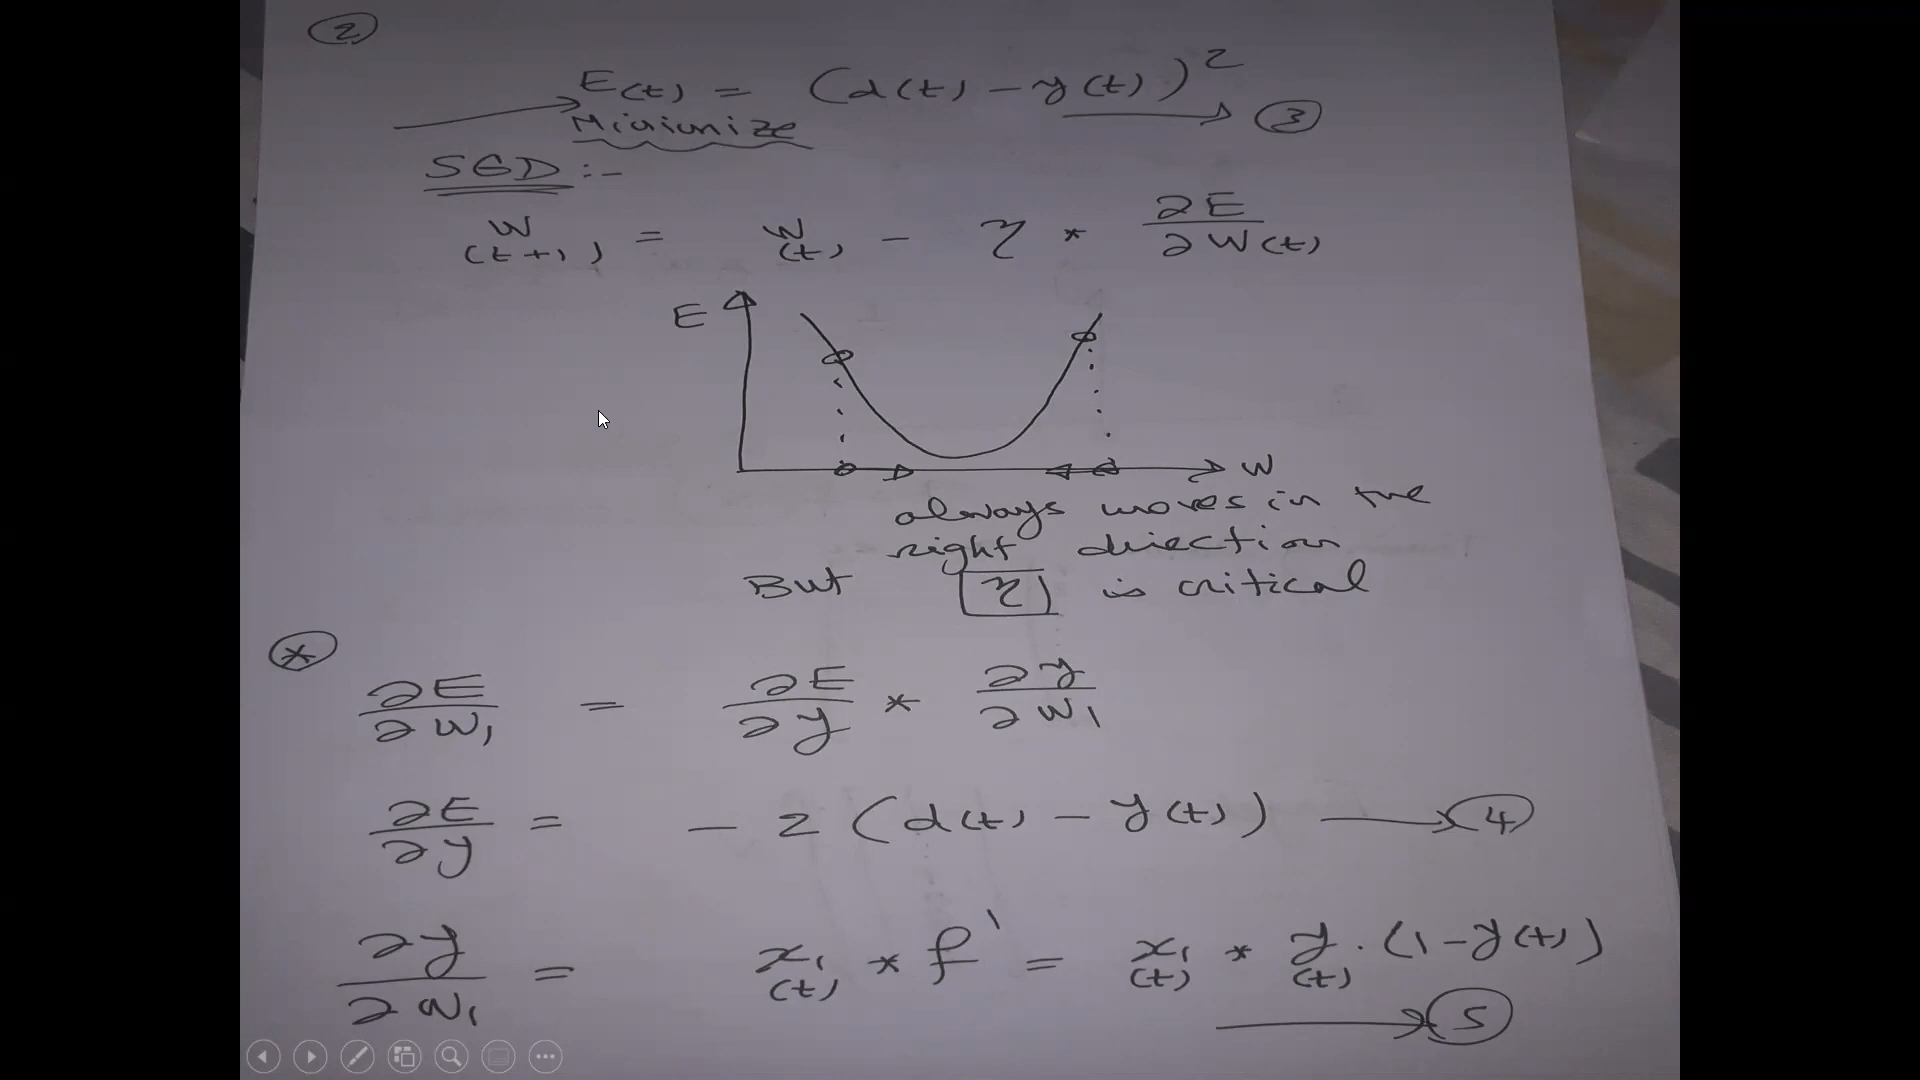 2
E(t) = (d(t) - y(t))² → 3
Minimize
SGD :-
W(t+1) = W(t) - η * ∂E/∂W(t)
E
W
always moves in the
right direction
But η is critical
*
∂E/∂W₁ = ∂E/∂y * ∂y/∂W₁
∂E/∂y = - 2 (d(t) - y(t)) → 4
∂y/∂W₁ = x₁(t) * f' = x₁(t) * y(t) . (1 - y(t))
→ 5